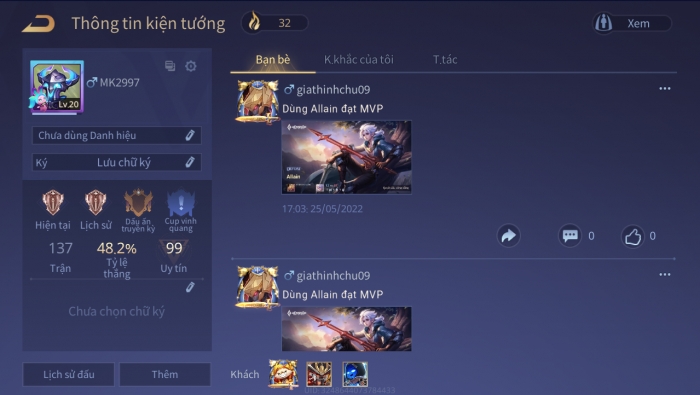 Thông tin kiện tướng
32
Xem
MK2997
Lv 20
Chưa dùng Danh hiệu
Ký Lưu chữ ký
Hiện tại
Lịch sử
Dấu ấn truyền kỳ
Cup vinh quang
137
Trận
48,2%
Tỷ lệ thắng
99
Uy tín
Chưa chọn chữ ký
Lịch sử đấu
Thêm
Bạn bè
K.khắc của tôi
T.tác
giathinhchu09
Dùng Allain đạt MVP
Allain
17:03: 25/05/2022
0
0
giathinhchu09
Dùng Allain đạt MVP
Khách